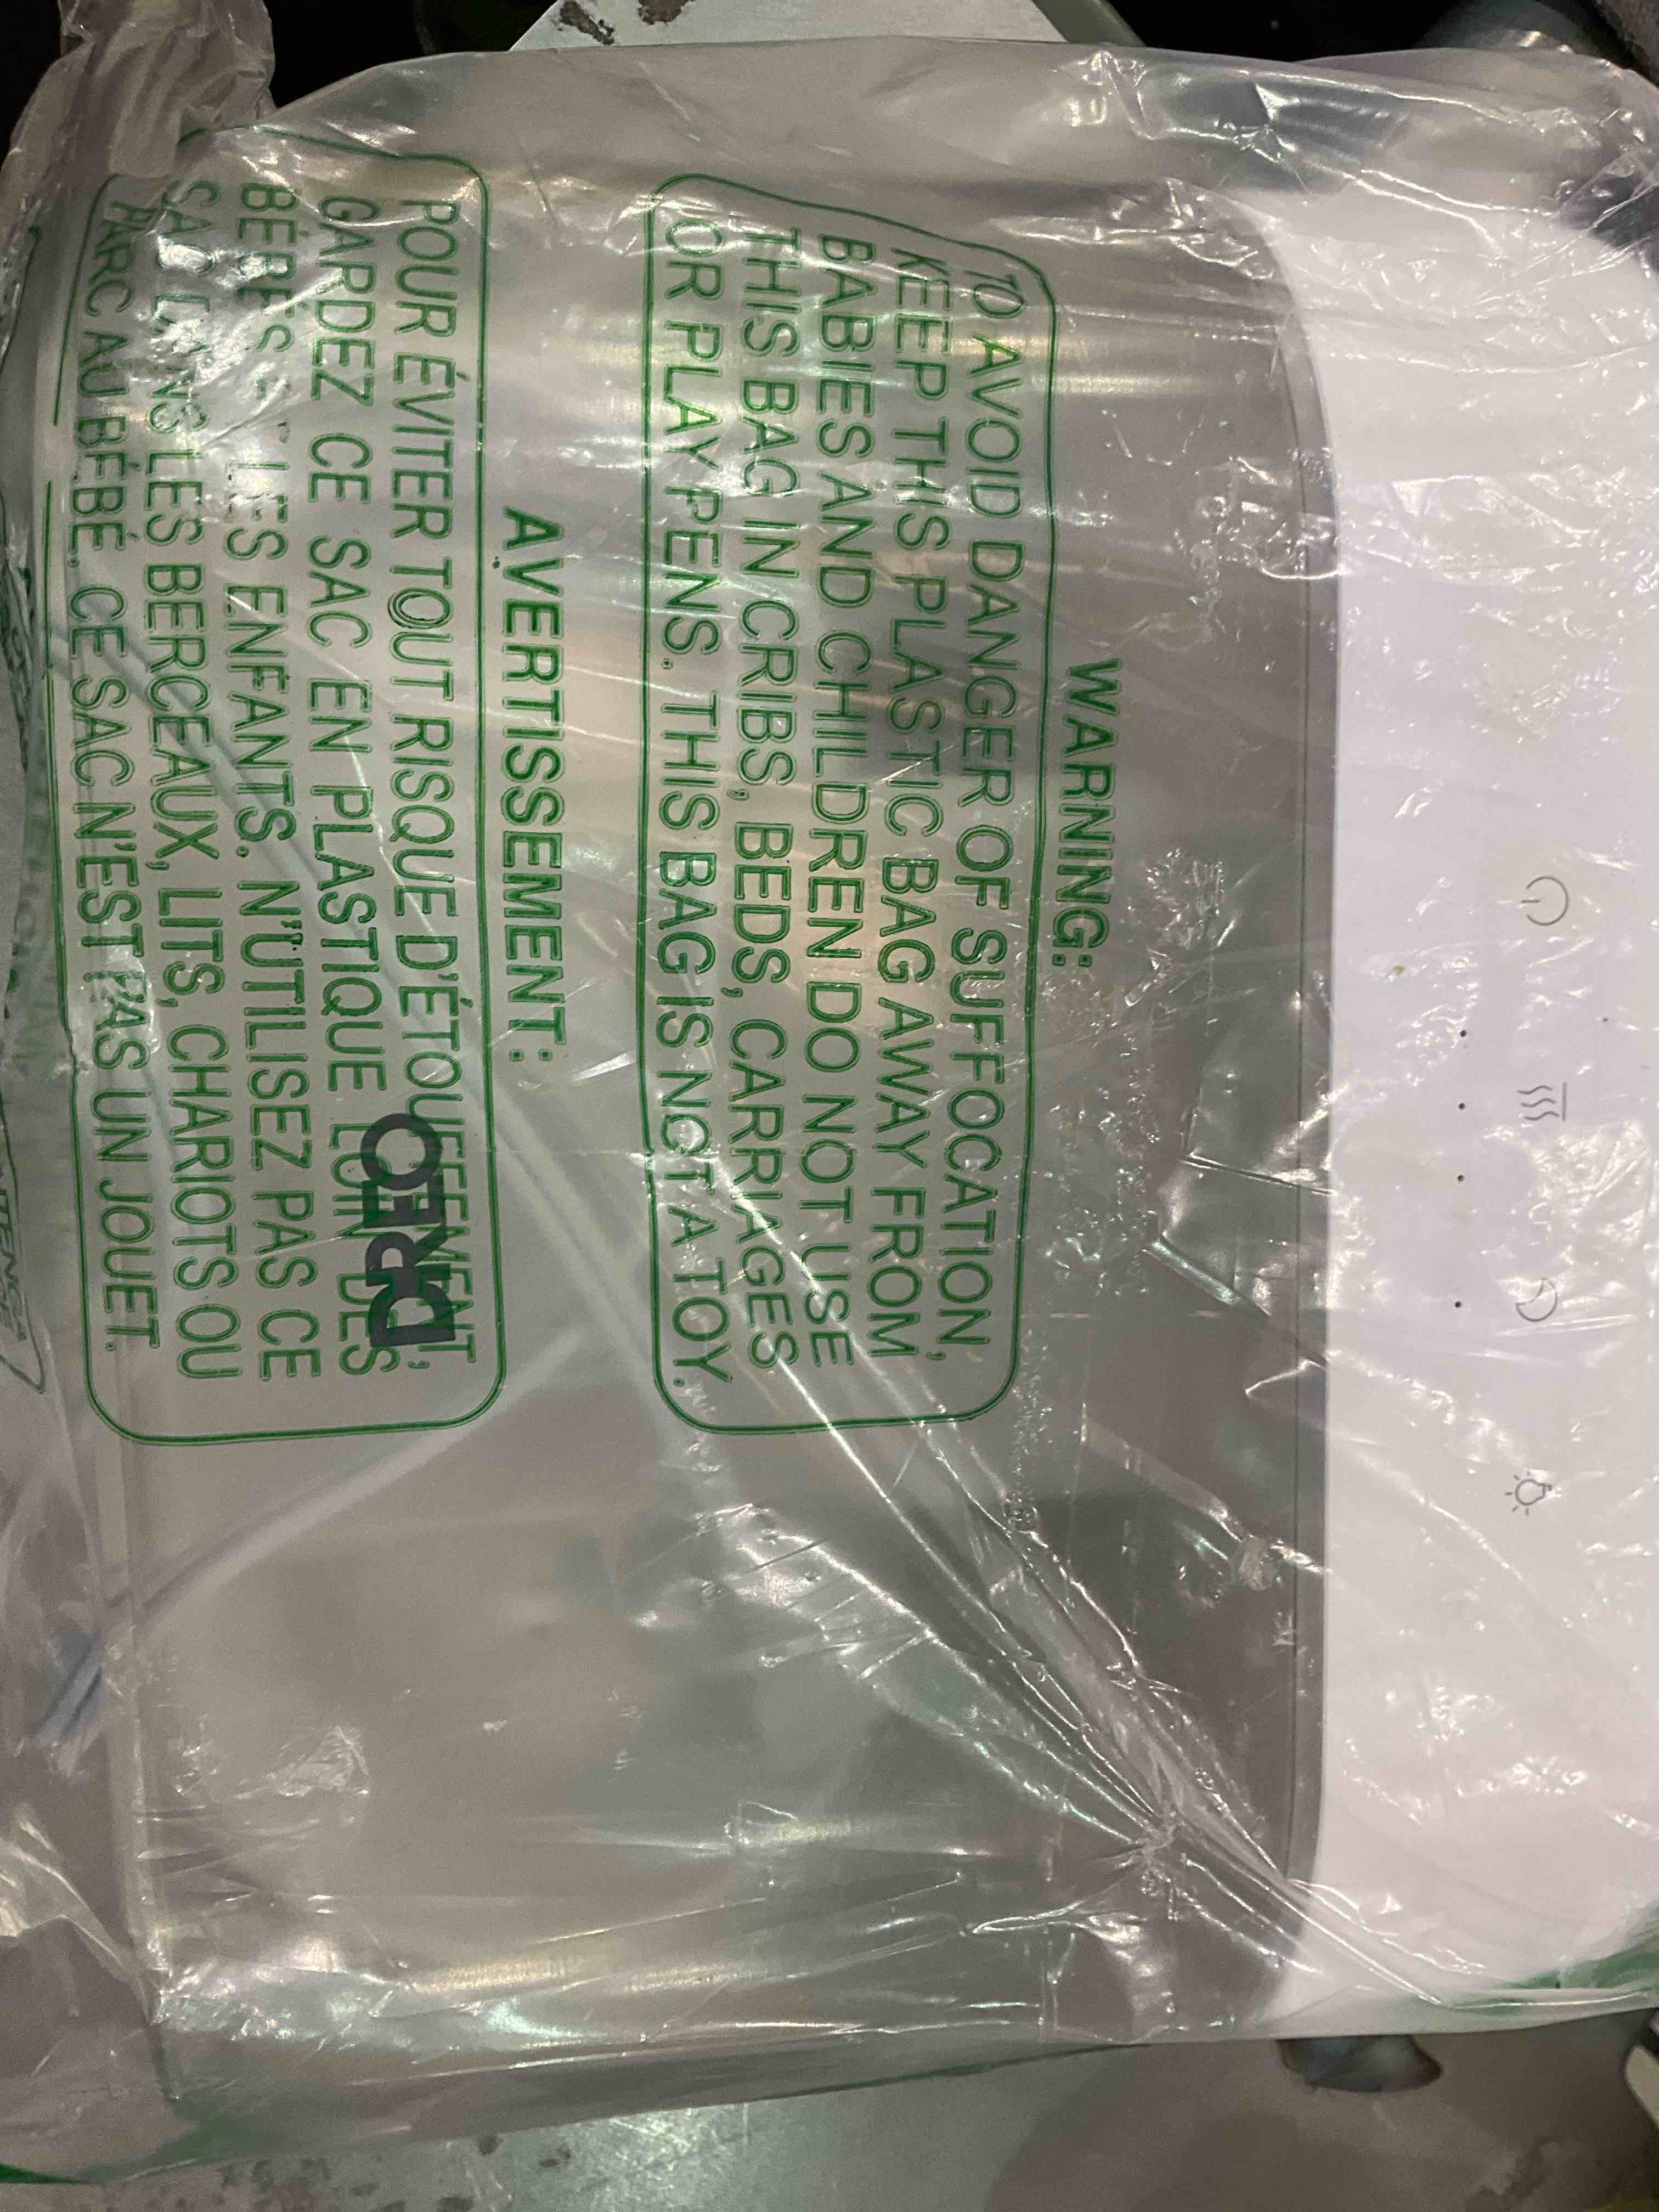 WARNING:
TO AVOID DANGER OF SUFFOCATION,
KEEP THIS PLASTIC BAG AWAY FROM
BABIES AND CHILDREN DO NOT USE
THIS BAG IN CRIBS, BEDS, CARRIAGES
OR PLAY PENS. THIS BAG IS NOT A TOY.
AVERTISSEMENT:
POUR ÉVITER TOUT RISQUE D'ÉTOUFFEMENT,
GARDEZ CE SAC EN PLASTIQUE LOIN DES
BÉBÉS ET LES ENFANTS. N'UTILISEZ PAS CE
SAC DANS LES BERCEAUX, LITS, CHARIOTS OU
PARC AU BÉBÉ. CE SAC N'EST PAS UN JOUET.
DREO